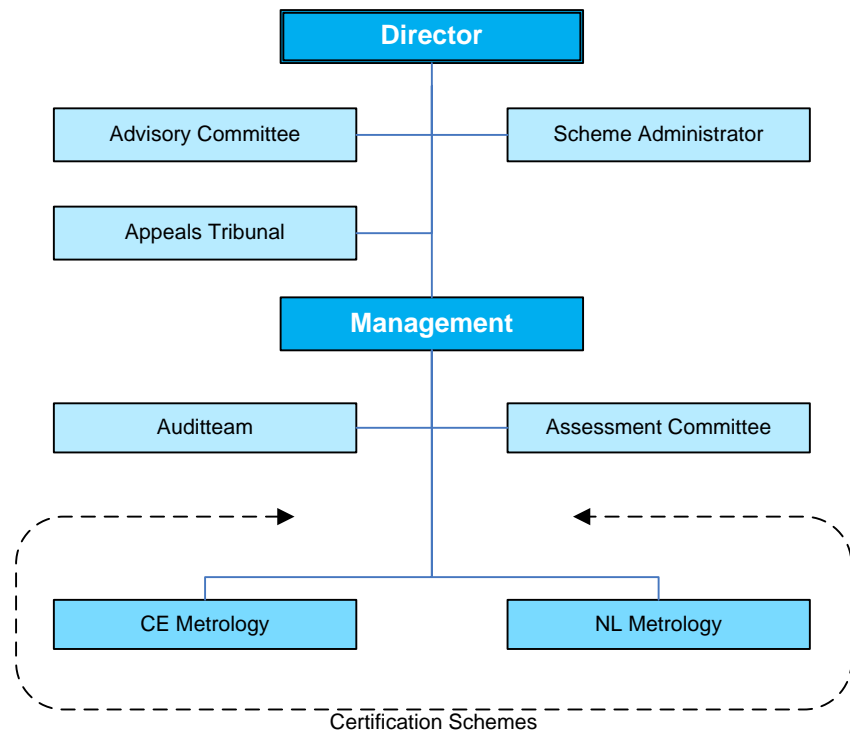 Director
Advisory Committee
Scheme Administrator
Appeals Tribunal
Management
Auditteam
Assessment Committee
CE Metrology
NL Metrology
Certification Schemes